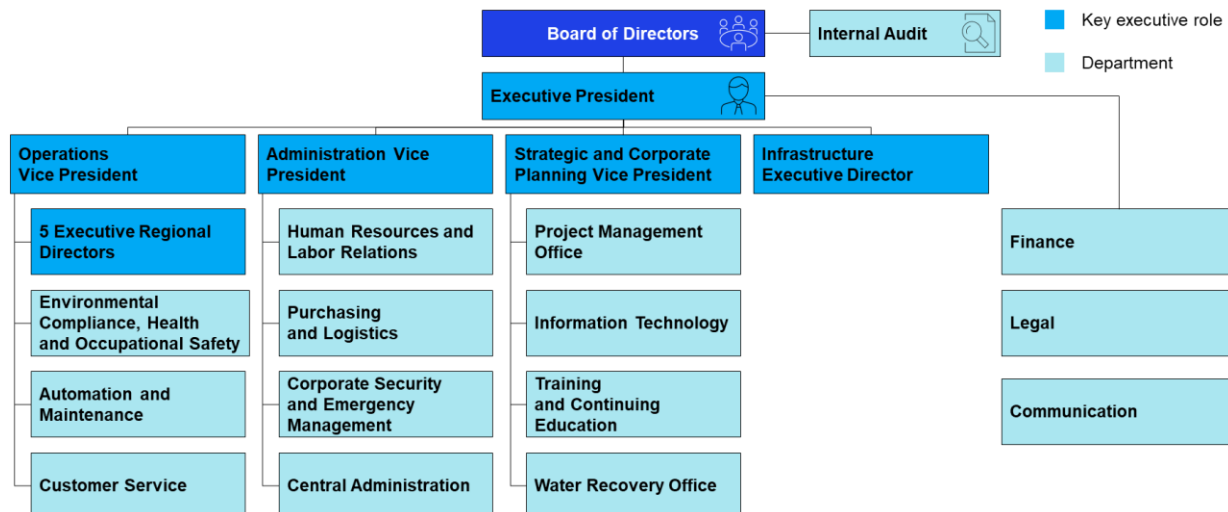 Board of Directors
Internal Audit
Key executive role
Department
Executive President
Operations
Vice President
Administration Vice
President
Strategic and Corporate
Planning Vice President
Infrastructure
Executive Director
5 Executive Regional
Directors
Human Resources and
Labor Relations
Project Management
Office
Finance
Environmental
Compliance, Health
and Occupational Safety
Purchasing
and Logistics
Information Technology
Legal
Automation and
Maintenance
Corporate Security
and Emergency
Management
Training
and Continuing
Education
Communication
Customer Service
Central Administration
Water Recovery Office